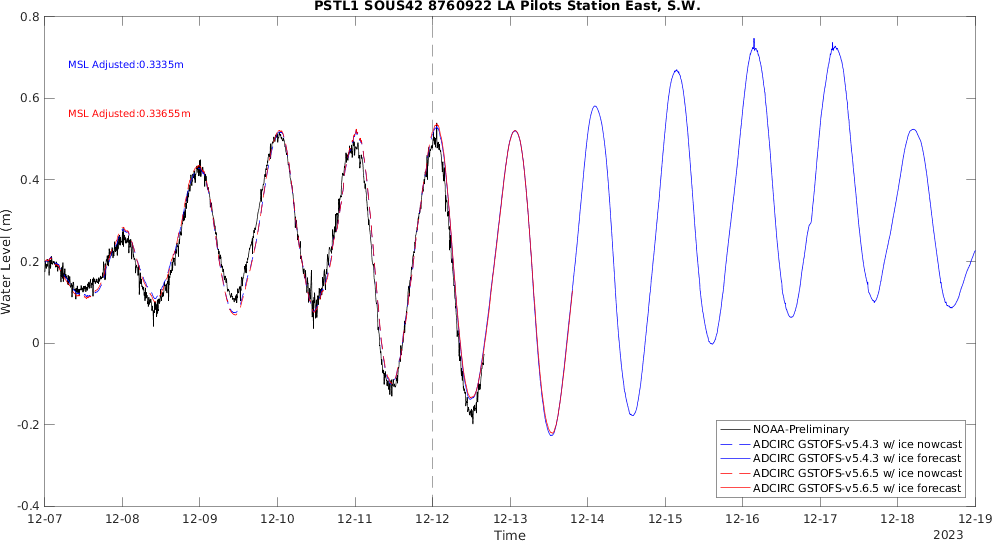 PSTL1 SOUS42 8760922 LA Pilots Station East, S.W.
0.8
MSL Adjusted:0.3335m
0.6
MSL Adjusted:0.33655m
0.4
Water Level (m)
0.2
0
-0.2
NOAA-Preliminary
ADCIRC GSTOFS-v5.4.3 w/ ice nowcast
ADCIRC GSTOFS-v5.4.3 w/ ice forecast
ADCIRC GSTOFS-v5.6.5 w/ ice nowcast
ADCIRC GSTOFS-v5.6.5 w/ ice forecast
-0.4
12-07 12-08 12-09 12-10 12-11 12-12 12-13 12-14 12-15 12-16 12-17 12-18 12-19
Time 2023